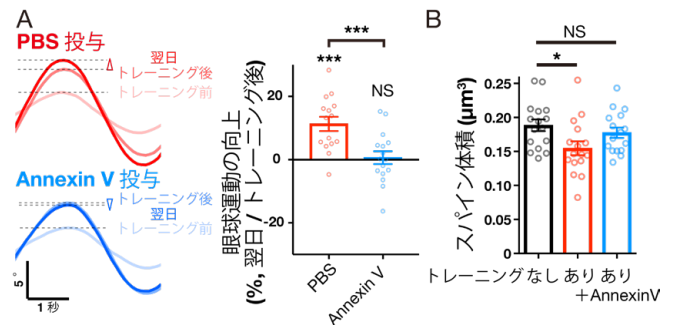 A
PBS 投与
翌日
トレーニング後
トレーニング前
Annexin V 投与
トレーニング後
翌日
トレーニング前
5°
1 秒
眼球運動の向上
(%, 翌日 / トレーニング後)
20
0
-20
***
***
NS
PBS
Annexin V
B
NS
*
スパイン体積 (μm³)
0.25
0.20
0.15
0.10
0.05
0
トレーニング なし あり あり
＋AnnexinV